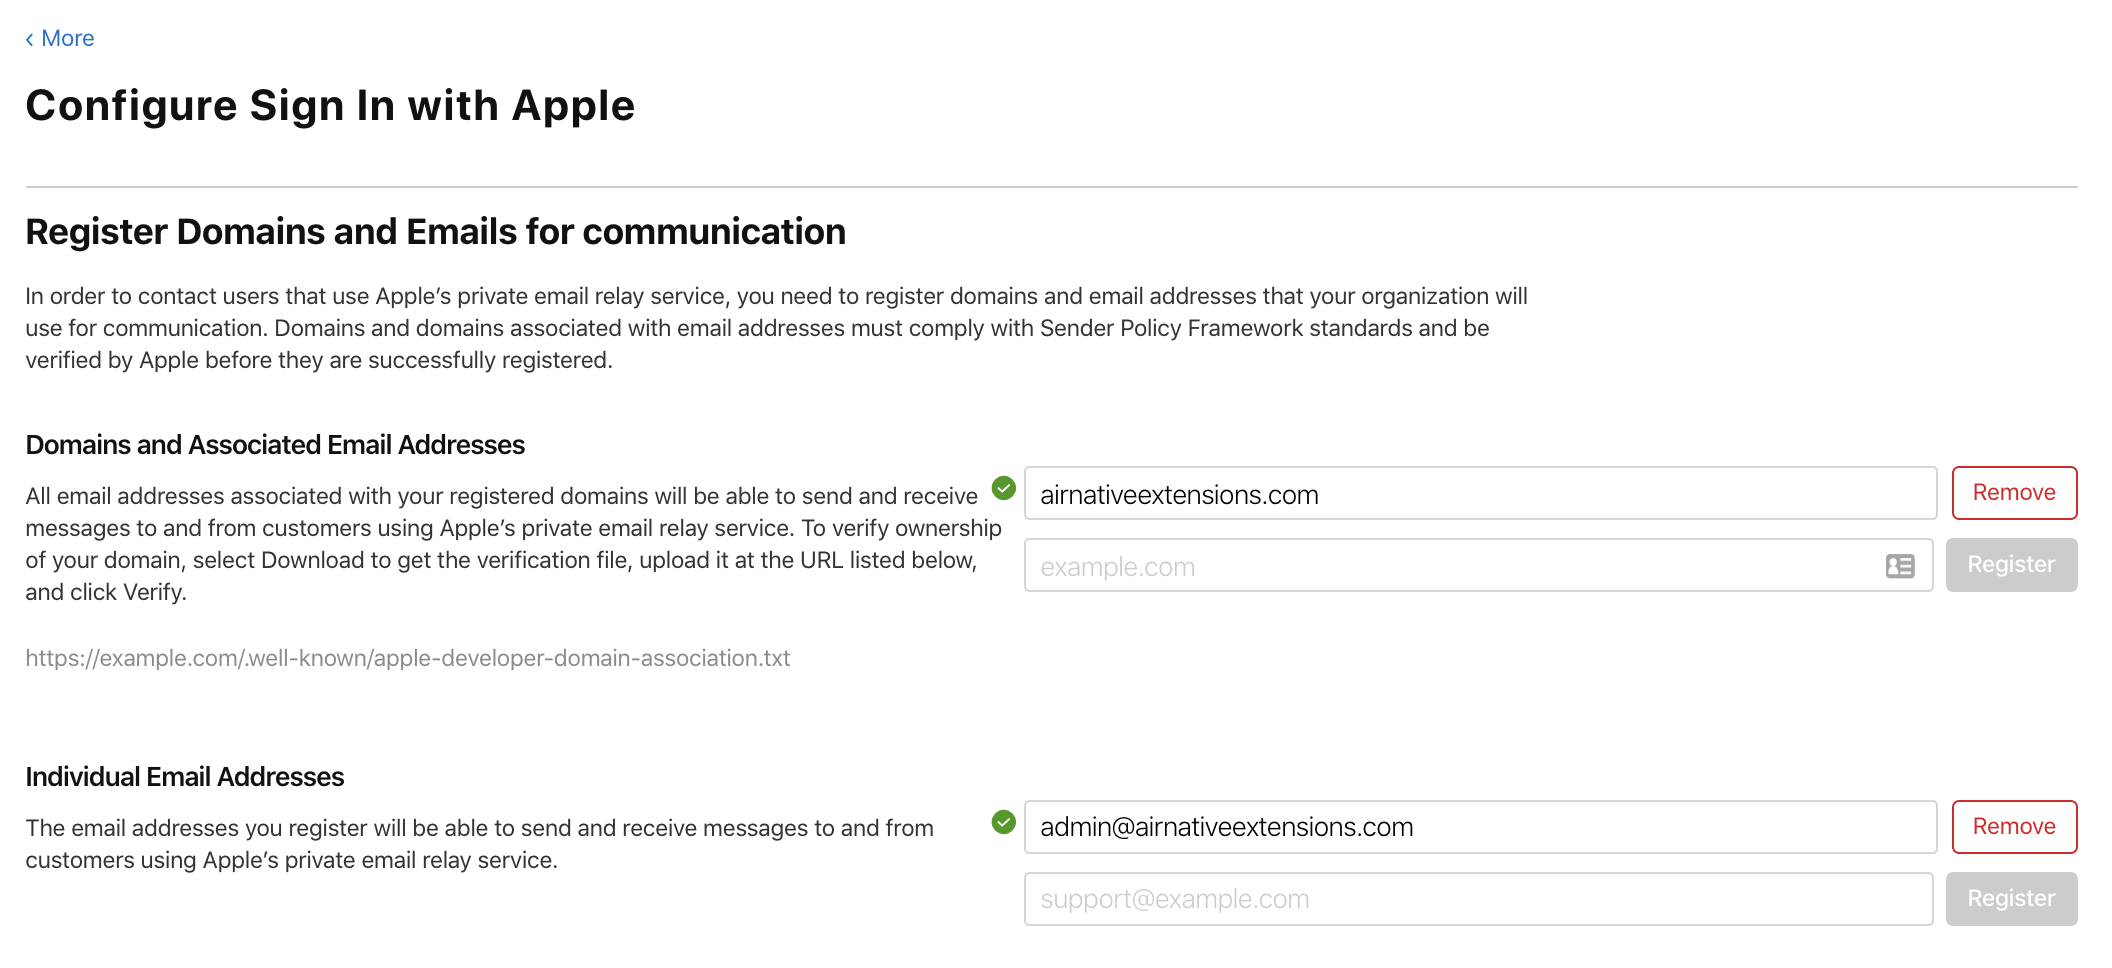 ‹ More
Configure Sign In with Apple
Register Domains and Emails for communication
In order to contact users that use Apple’s private email relay service, you need to register domains and email addresses that your organization will
use for communication. Domains and domains associated with email addresses must comply with Sender Policy Framework standards and be
verified by Apple before they are successfully registered.
Domains and Associated Email Addresses
All email addresses associated with your registered domains will be able to send and receive
messages to and from customers using Apple’s private email relay service. To verify ownership
of your domain, select Download to get the verification file, upload it at the URL listed below,
and click Verify.
https://example.com/.well-known/apple-developer-domain-association.txt
airnativeextensions.com
Remove
example.com
Register
Individual Email Addresses
The email addresses you register will be able to send and receive messages to and from
customers using Apple’s private email relay service.
admin@airnativeextensions.com
Remove
support@example.com
Register